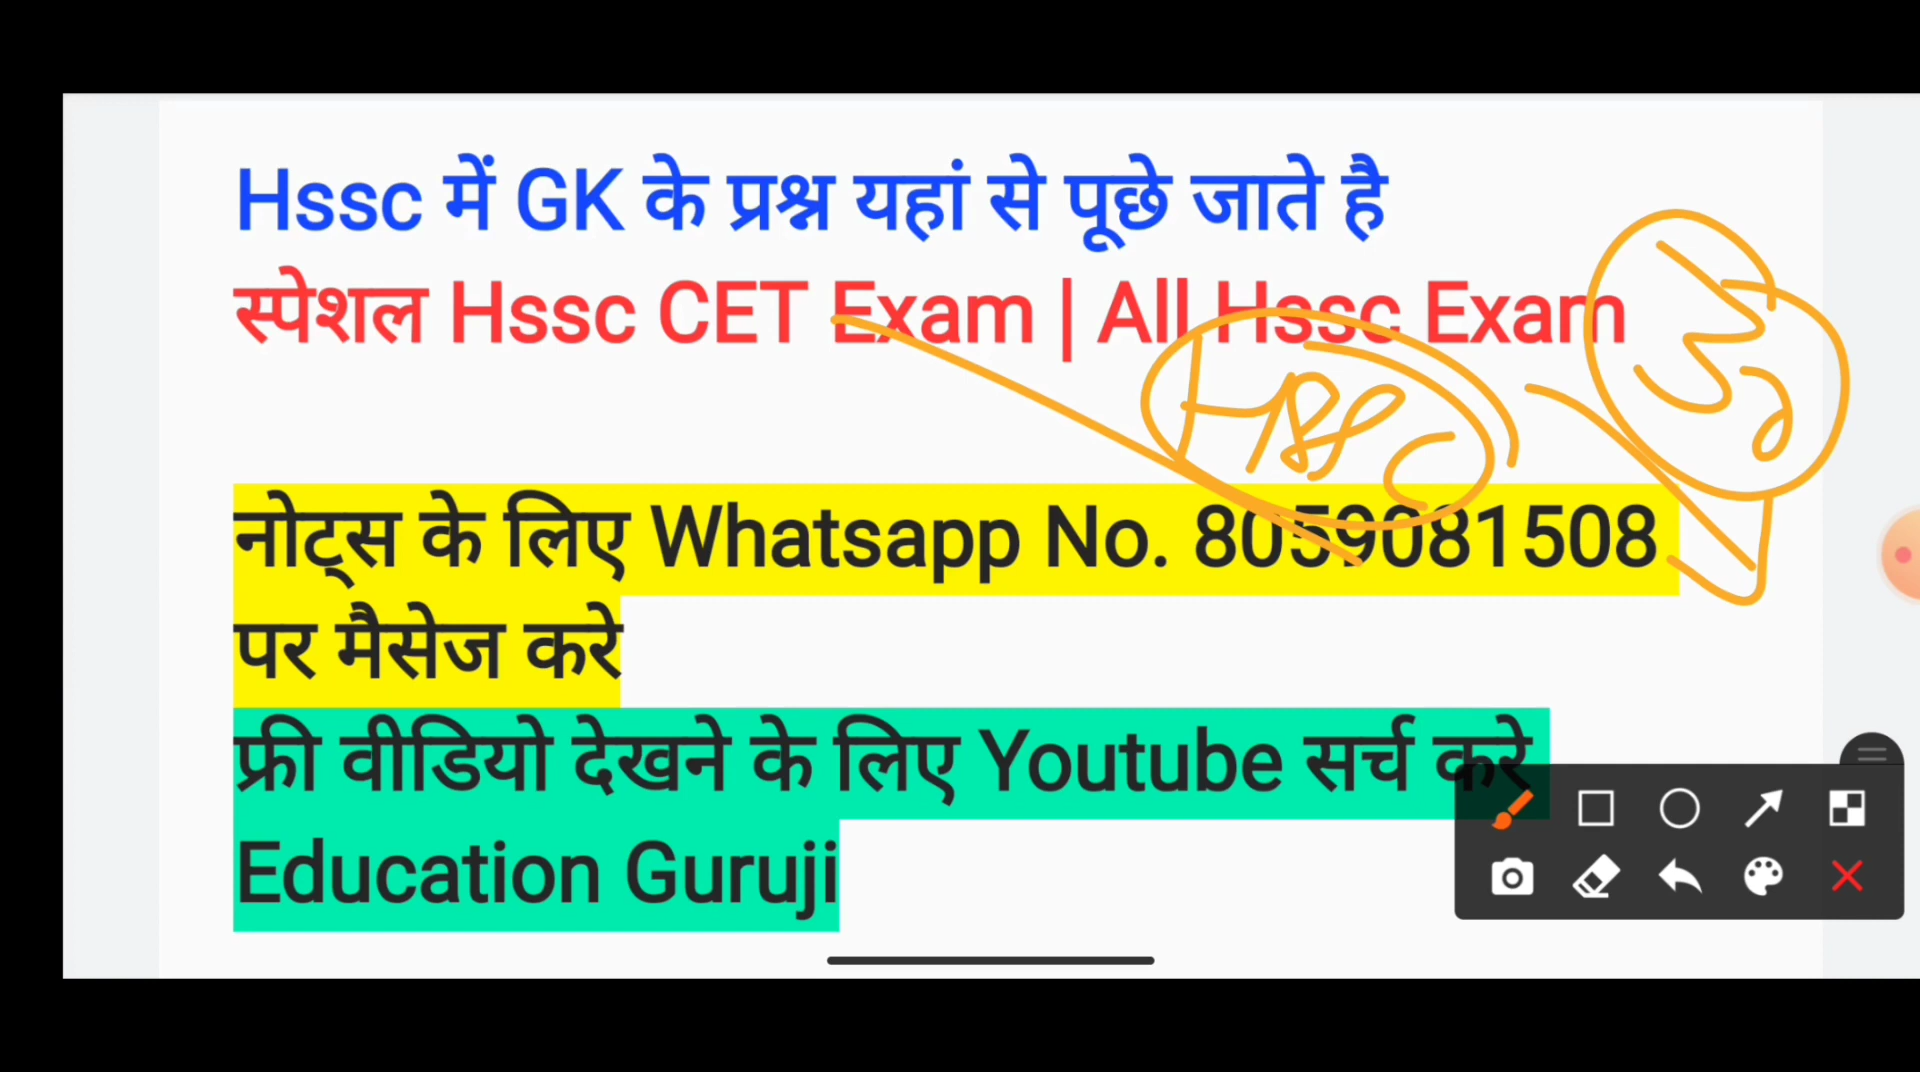 Hssc में GK के प्रश्न यहां से पूछे जाते है
स्पेशल Hssc CET Exam | All Hssc Exam
HSSC
नोट्स के लिए Whatsapp No. 8059081508
पर मैसेज करे
फ्री वीडियो देखने के लिए Youtube सर्च करे
Education Guruji